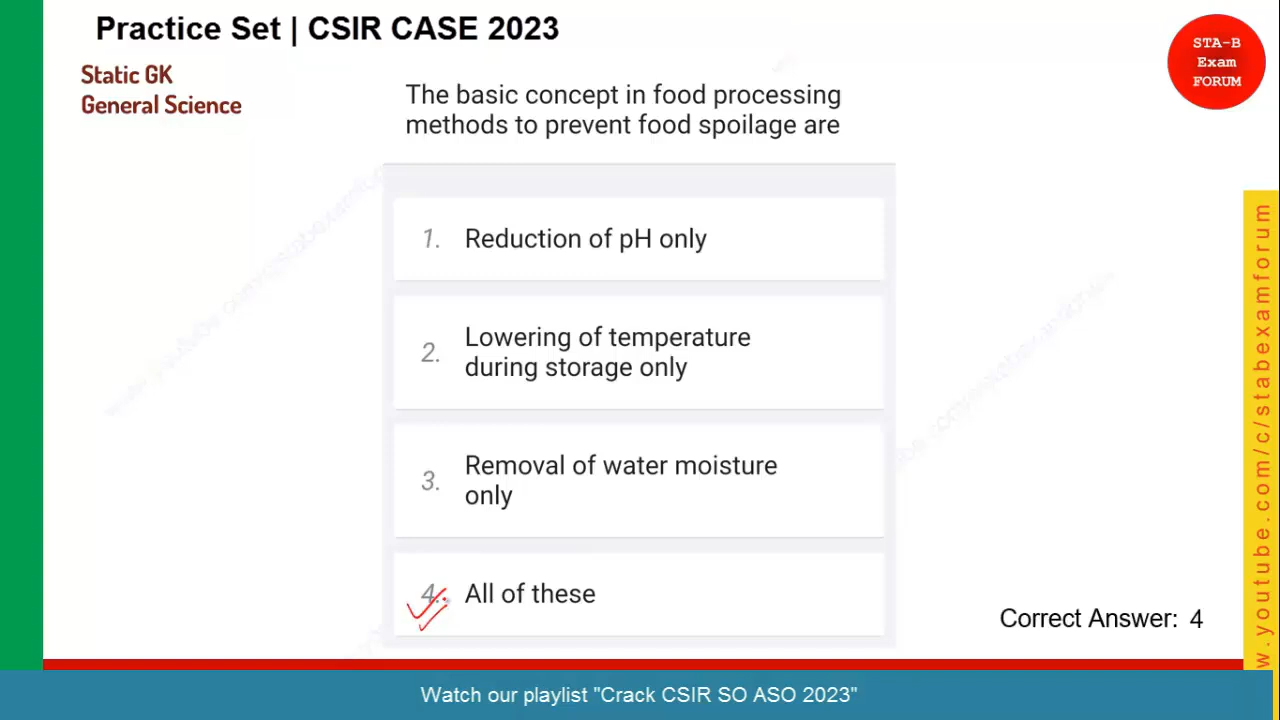 Practice Set | CSIR CASE 2023
STA-B
Exam
FORUM
Static GK
General Science
The basic concept in food processing
methods to prevent food spoilage are
1. Reduction of pH only
2. Lowering of temperature
during storage only
3. Removal of water moisture
only
4. All of these
Correct Answer: 4
w.youtube.com/c/stabexamforum
Watch our playlist "Crack CSIR SO ASO 2023"